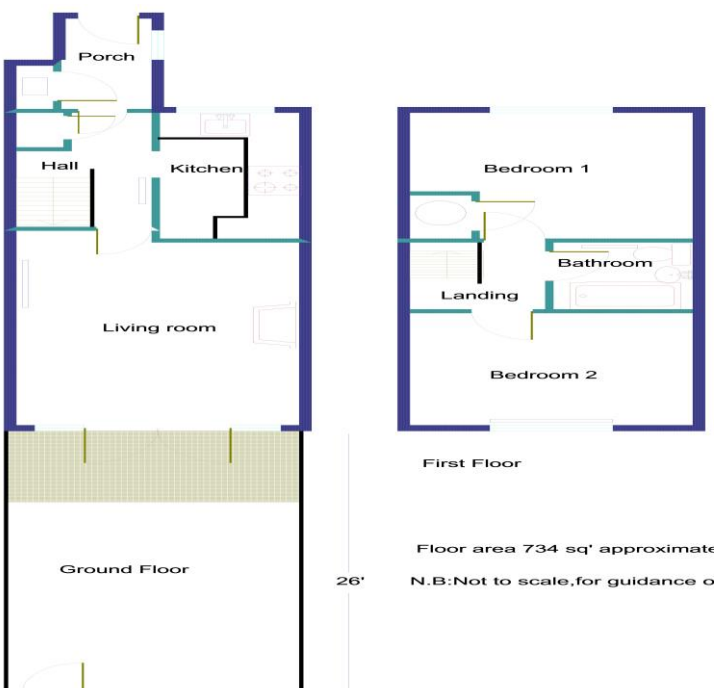 Porch
Hall
Kitchen
Bedroom 1
Bathroom
Landing
Living room
Bedroom 2
First Floor
Floor area 734 sq' approximate
Ground Floor
26'
N.B:Not to scale,for guidance o